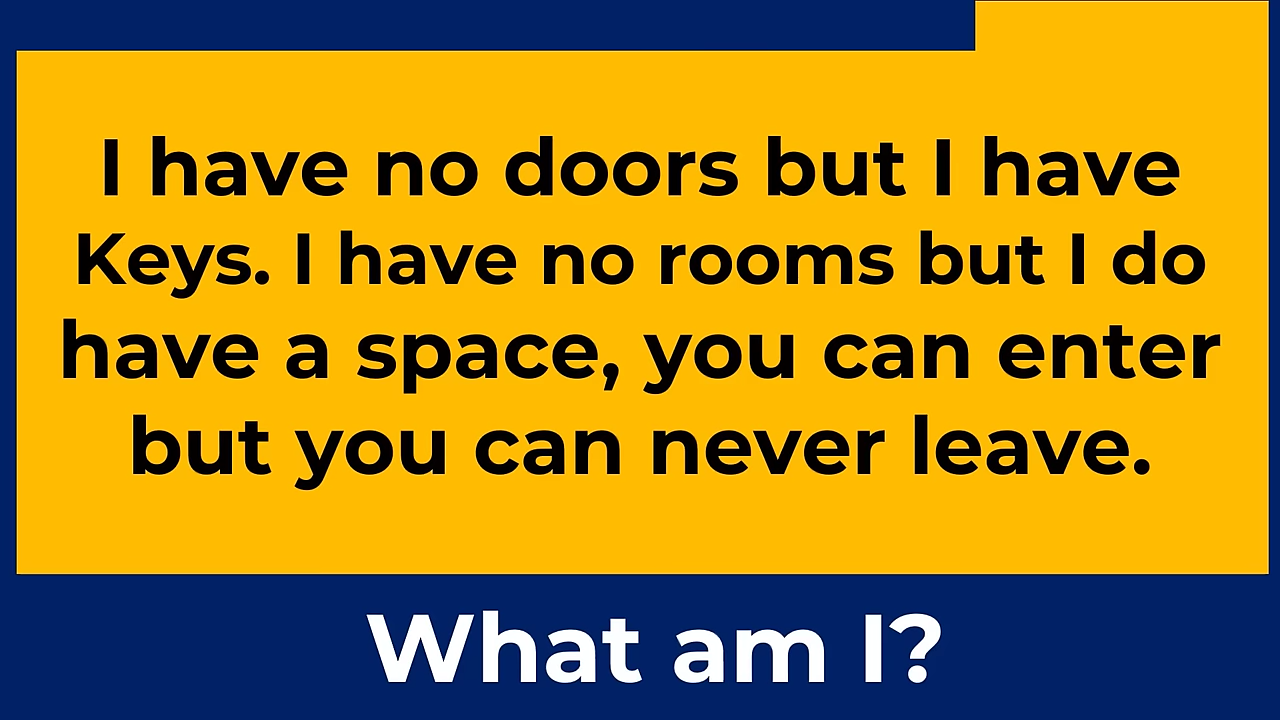 I have no doors but I have
Keys. I have no rooms but I do
have a space, you can enter
but you can never leave.
What am I?